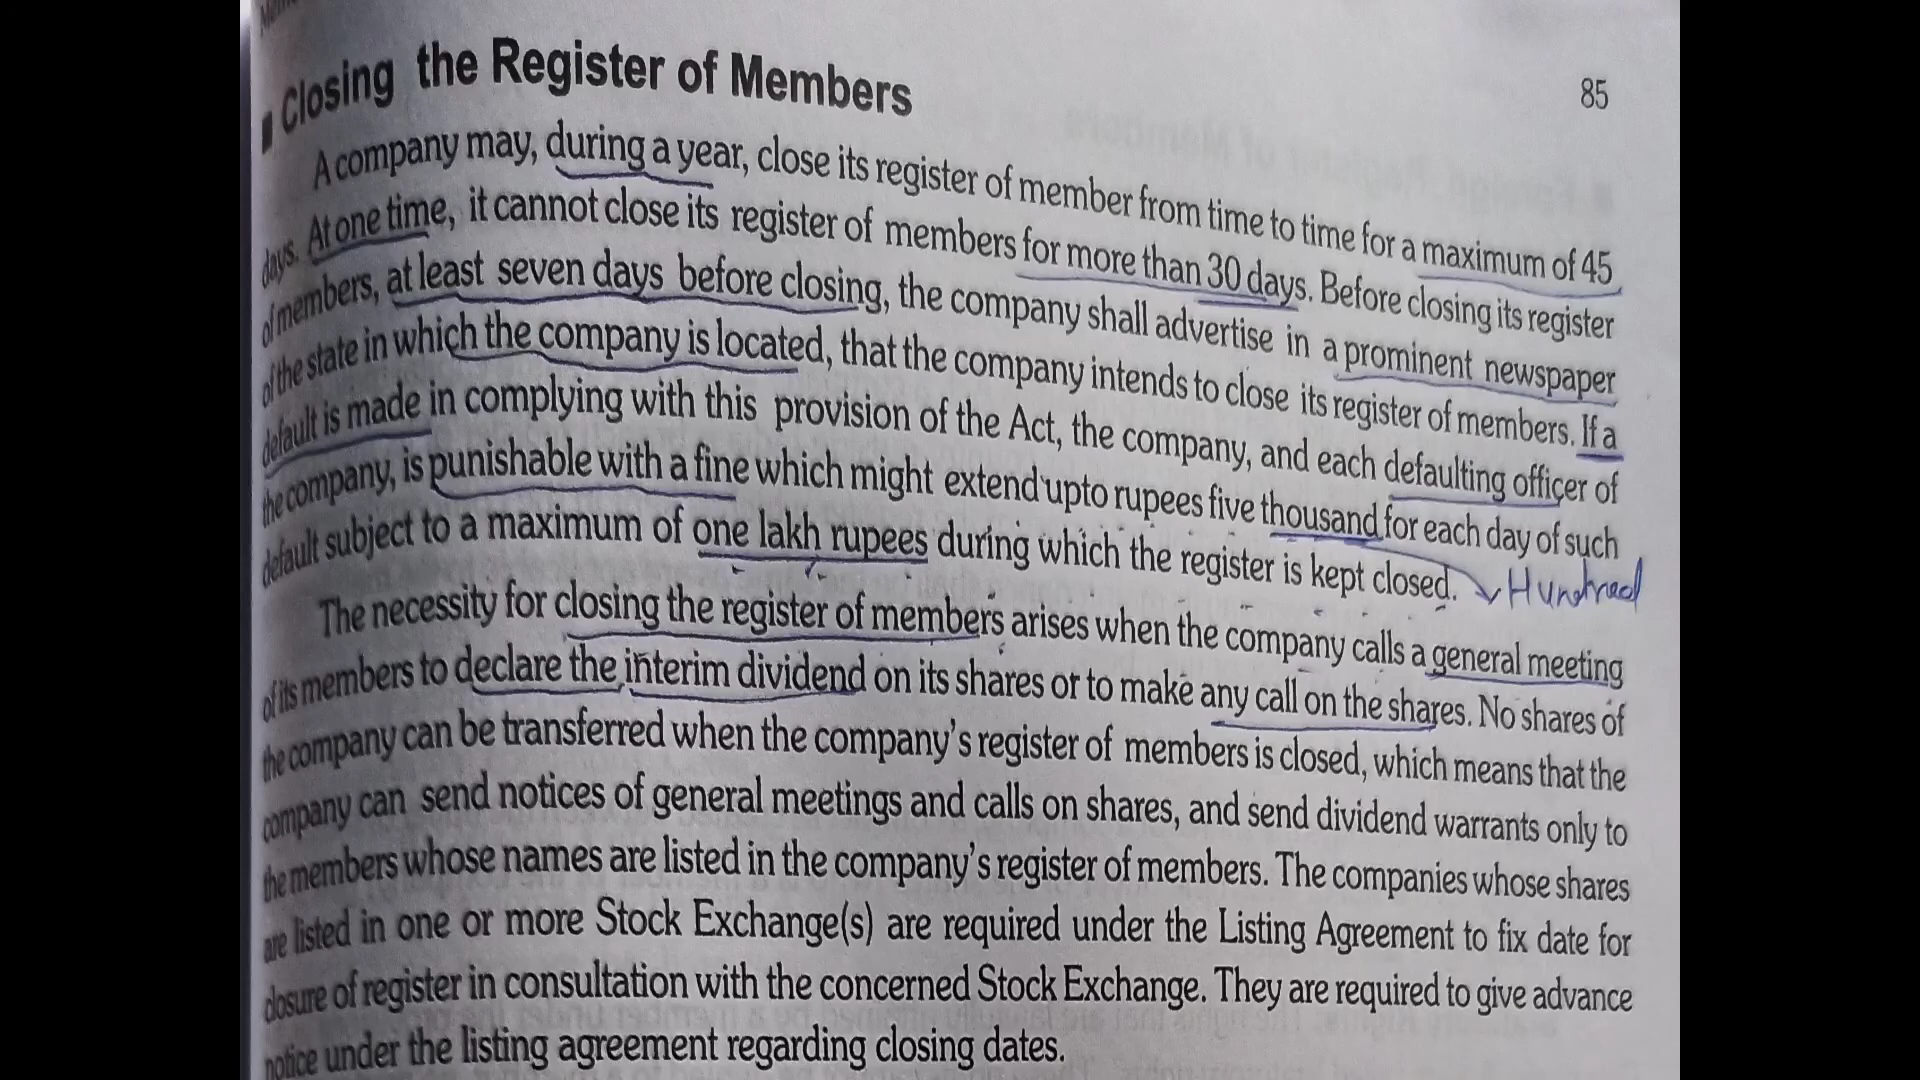 85
Closing the Register of Members
A company may, during a year, close its register of member from time to time for a maximum of 45
days. At one time, it cannot close its register of members for more than 30 days. Before closing its register
of members, at least seven days before closing, the company shall advertise in a prominent newspaper
of the state in which the company is located, that the company intends to close its register of members. If a
default is made in complying with this provision of the Act, the company, and each defaulting officer of
the company, is punishable with a fine which might extend upto rupees five thousand for each day of such
default subject to a maximum of one lakh rupees during which the register is kept closed.
Hundred
The necessity for closing the register of members arises when the company calls a general meeting
of its members to declare the interim dividend on its shares or to make any call on the shares. No shares of
the company can be transferred when the company's register of members is closed, which means that the
company can send notices of general meetings and calls on shares, and send dividend warrants only to
the members whose names are listed in the company's register of members. The companies whose shares
are listed in one or more Stock Exchange(s) are required under the Listing Agreement to fix date for
closure of register in consultation with the concerned Stock Exchange. They are required to give advance
notice under the listing agreement regarding closing dates.